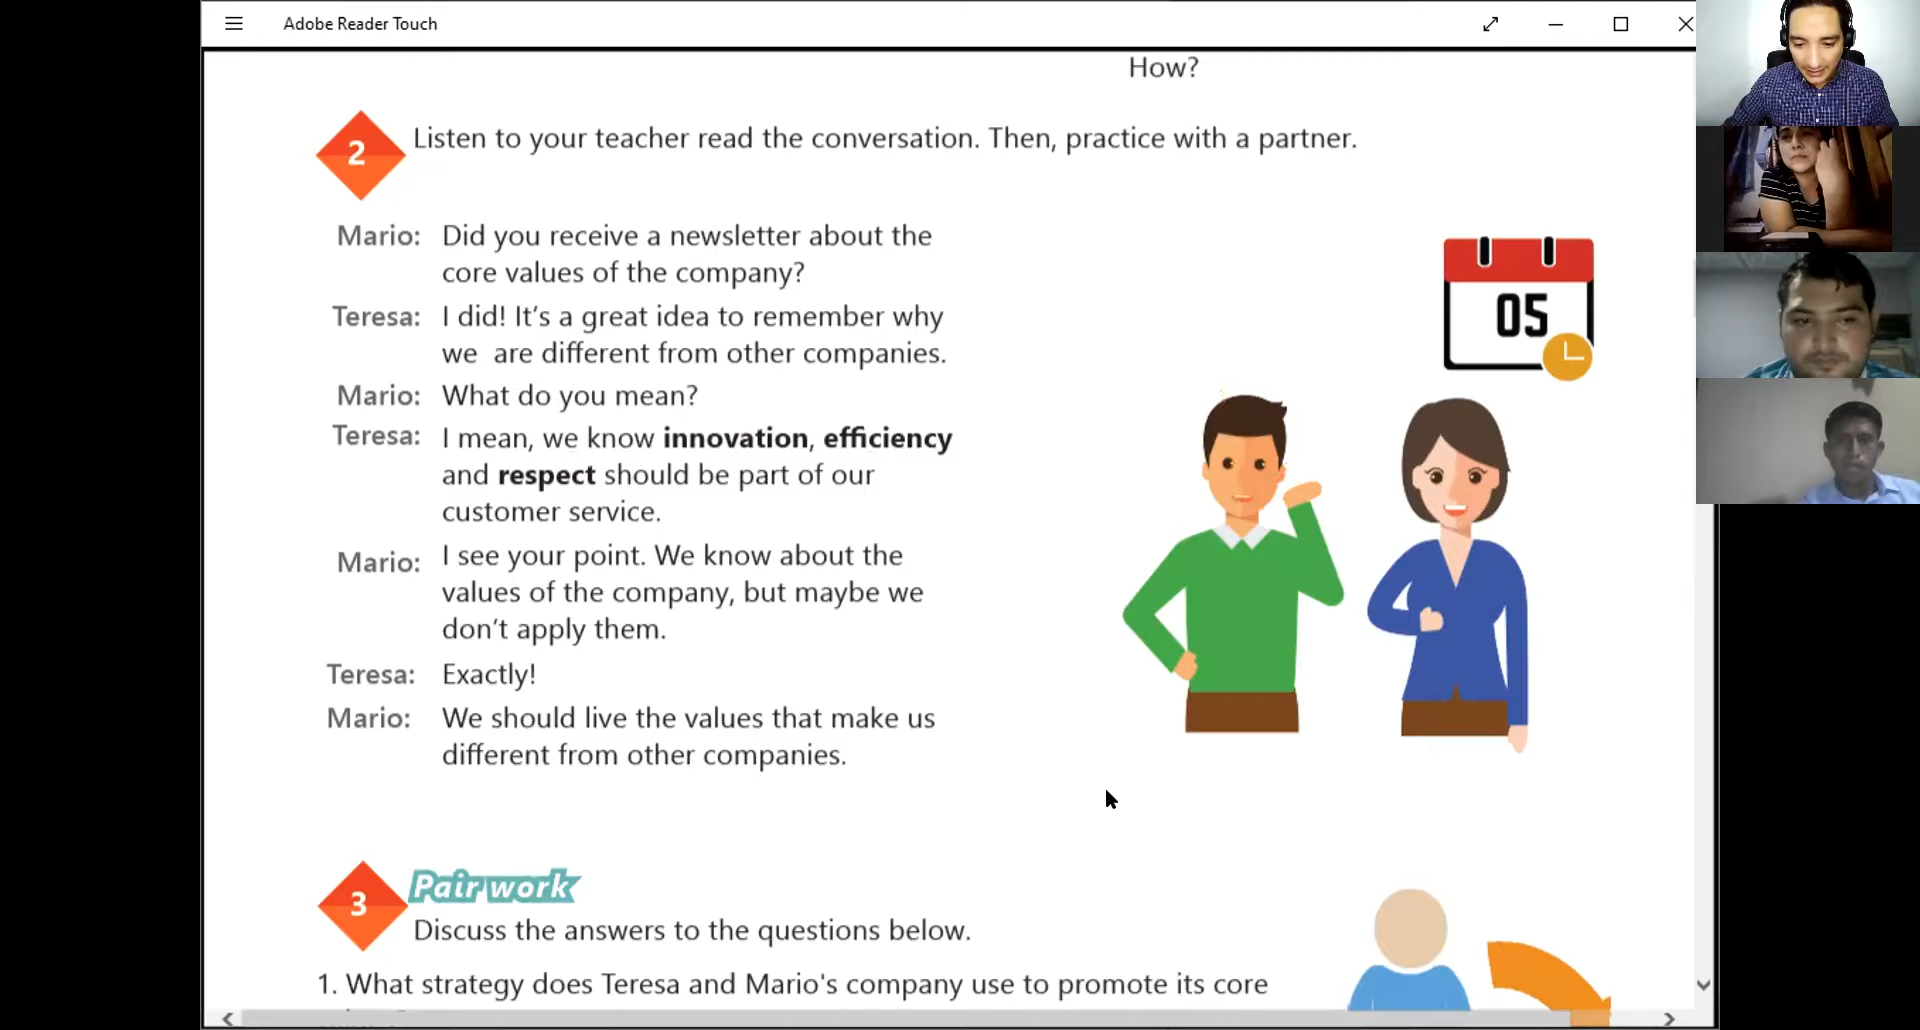 Adobe Reader Touch
How?
2
Listen to your teacher read the conversation. Then, practice with a partner.
Mario: Did you receive a newsletter about the
core values of the company?
Teresa: I did! It's a great idea to remember why
we are different from other companies.
Mario: What do you mean?
Teresa: I mean, we know innovation, efficiency
and respect should be part of our
customer service.
Mario: I see your point. We know about the
values of the company, but maybe we
don't apply them.
Teresa: Exactly!
Mario: We should live the values that make us
different from other companies.
05
3
Pair work
Discuss the answers to the questions below.
1. What strategy does Teresa and Mario's company use to promote its core